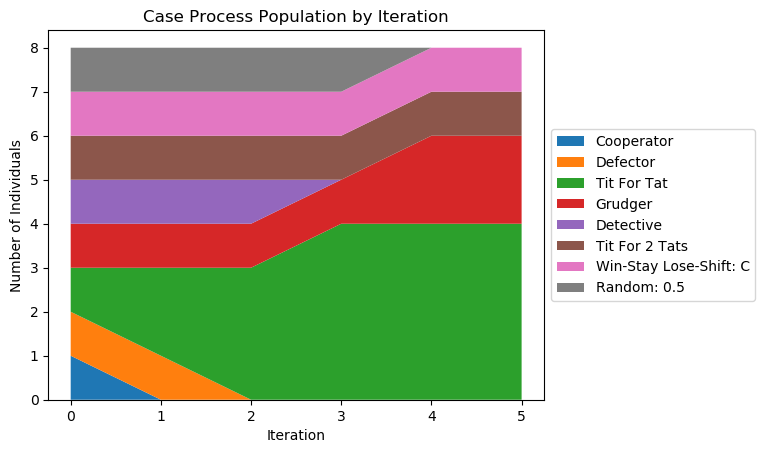 Case Process Population by Iteration
Number of Individuals
8
7
6
5
4
3
2
1
0
0 1 2 3 4 5
Iteration
Cooperator
Defector
Tit For Tat
Grudger
Detective
Tit For 2 Tats
Win-Stay Lose-Shift: C
Random: 0.5